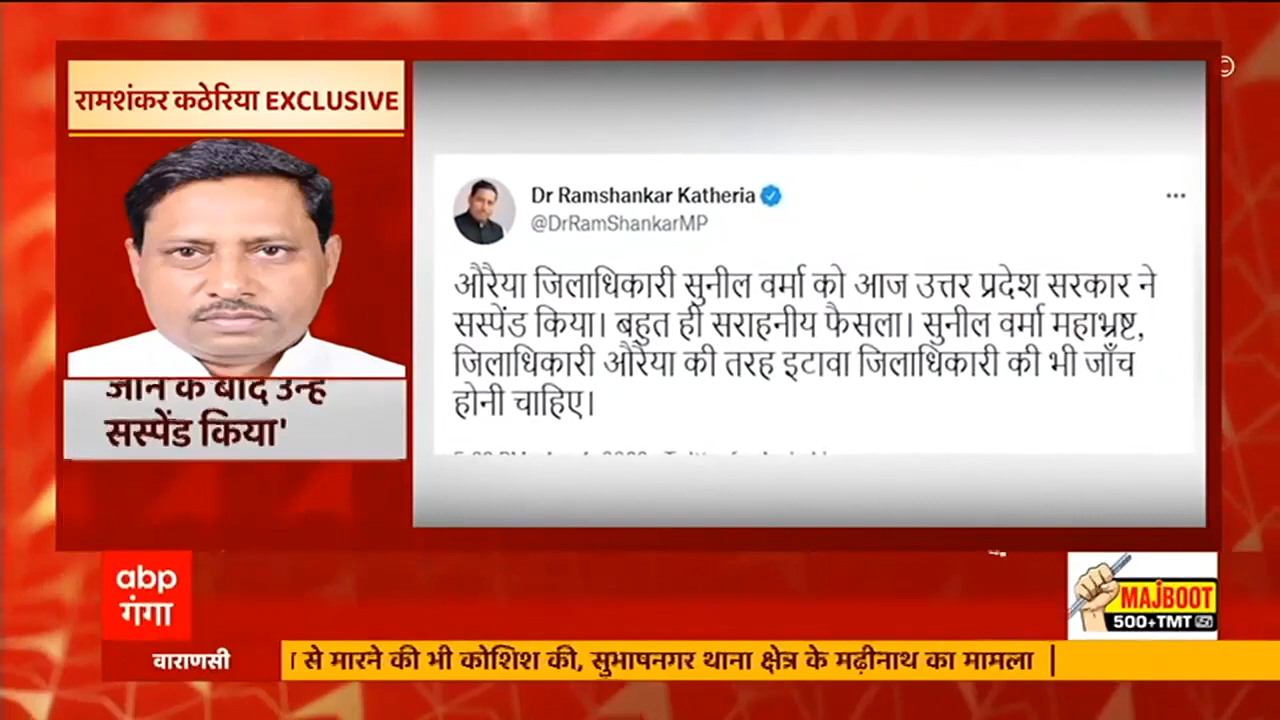 रामशंकर कठेरिया EXCLUSIVE
जाने के बाद उन्हें
सस्पेंड किया'
Dr Ramshankar Katheria
@DrRamShankarMP
औरैया जिलाधिकारी सुनील वर्मा को आज उत्तर प्रदेश सरकार ने
सस्पेंड किया। बहुत ही सराहनीय फैसला। सुनील वर्मा महाभ्रष्ट,
जिलाधिकारी औरैया की तरह इटावा जिलाधिकारी की भी जाँच
होनी चाहिए।
abp
गंगा
MAJBOOT
500+TMT
वाराणसी
से मारने की भी कोशिश की, सुभाषनगर थाना क्षेत्र के मढ़ीनाथ का मामला
©